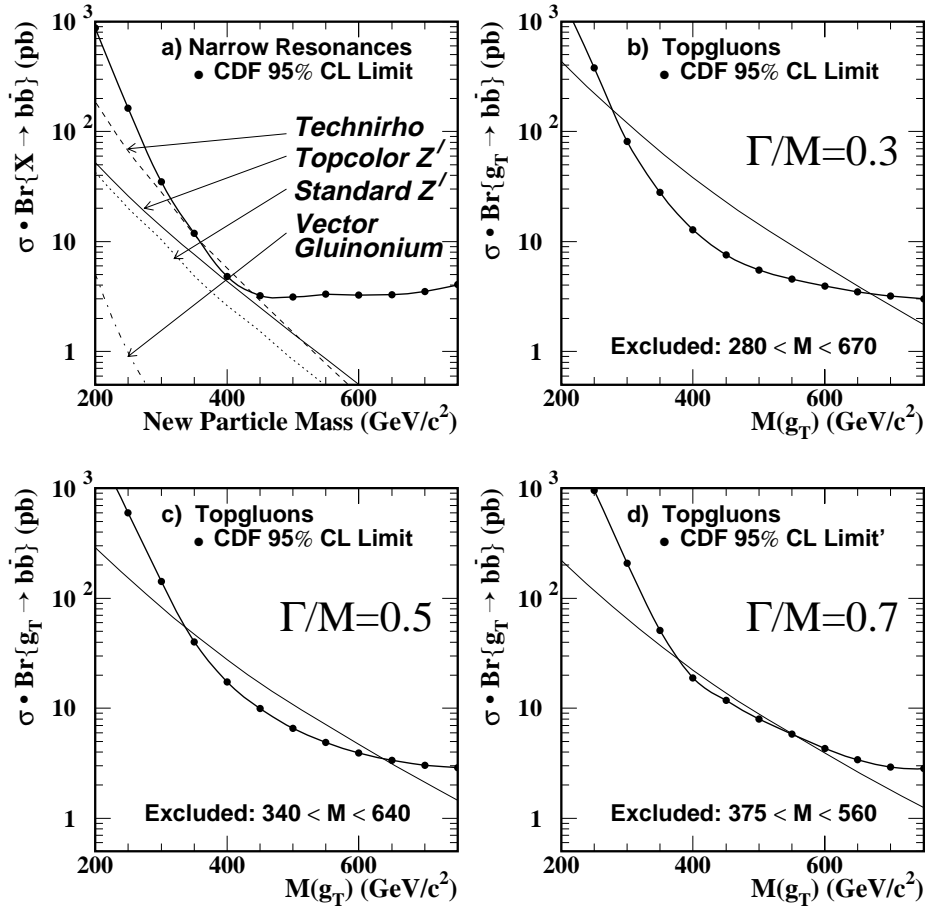 a) Narrow Resonances
• CDF 95% CL Limit
Technirho
Topcolor Z′
Standard Z′
Vector
Gluinonium
σ • Br{X → bb̄} (pb)
10³
10²
10
1
200
400
600
New Particle Mass (GeV/c²)
b) Topgluons
• CDF 95% CL Limit
Γ/M=0.3
Excluded: 280 < M < 670
σ • Br{g_T → bb̄} (pb)
10³
10²
10
1
200
400
600
M(g_T) (GeV/c²)
c) Topgluons
• CDF 95% CL Limit
Γ/M=0.5
Excluded: 340 < M < 640
σ • Br{g_T → bb̄} (pb)
10³
10²
10
1
200
400
600
M(g_T) (GeV/c²)
d) Topgluons
• CDF 95% CL Limit'
Γ/M=0.7
Excluded: 375 < M < 560
σ • Br{g_T → bb̄} (pb)
10³
10²
10
1
200
400
600
M(g_T) (GeV/c²)